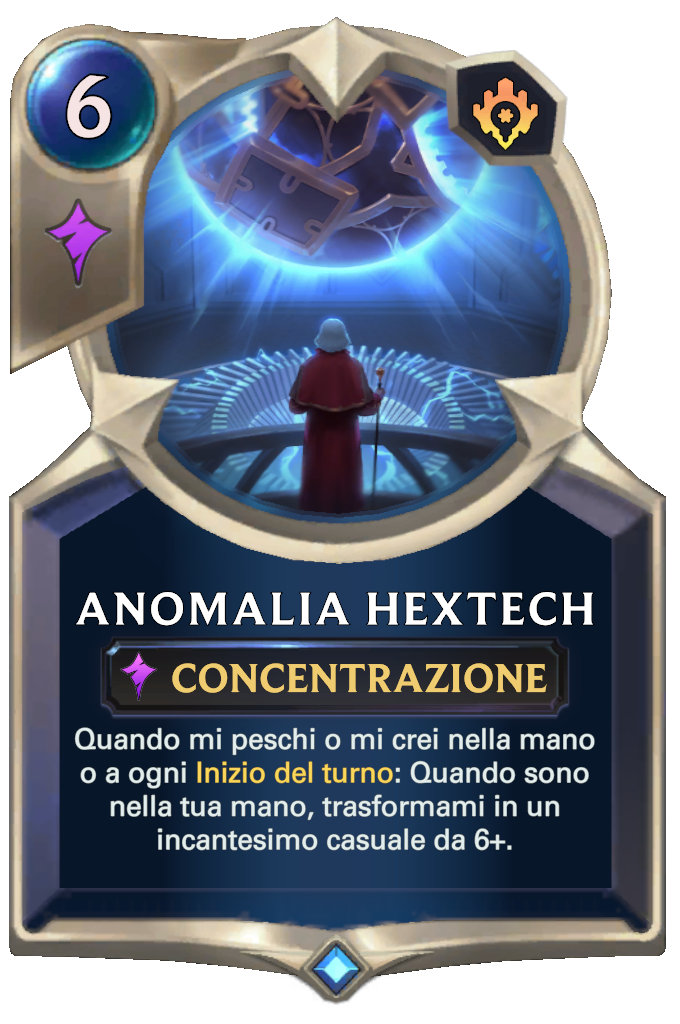 6
ANOMALIA HEXTECH
CONCENTRAZIONE
Quando mi peschi o mi crei nella mano
o a ogni Inizio del turno: Quando sono
nella tua mano, trasformami in un
incantesimo casuale da 6+.